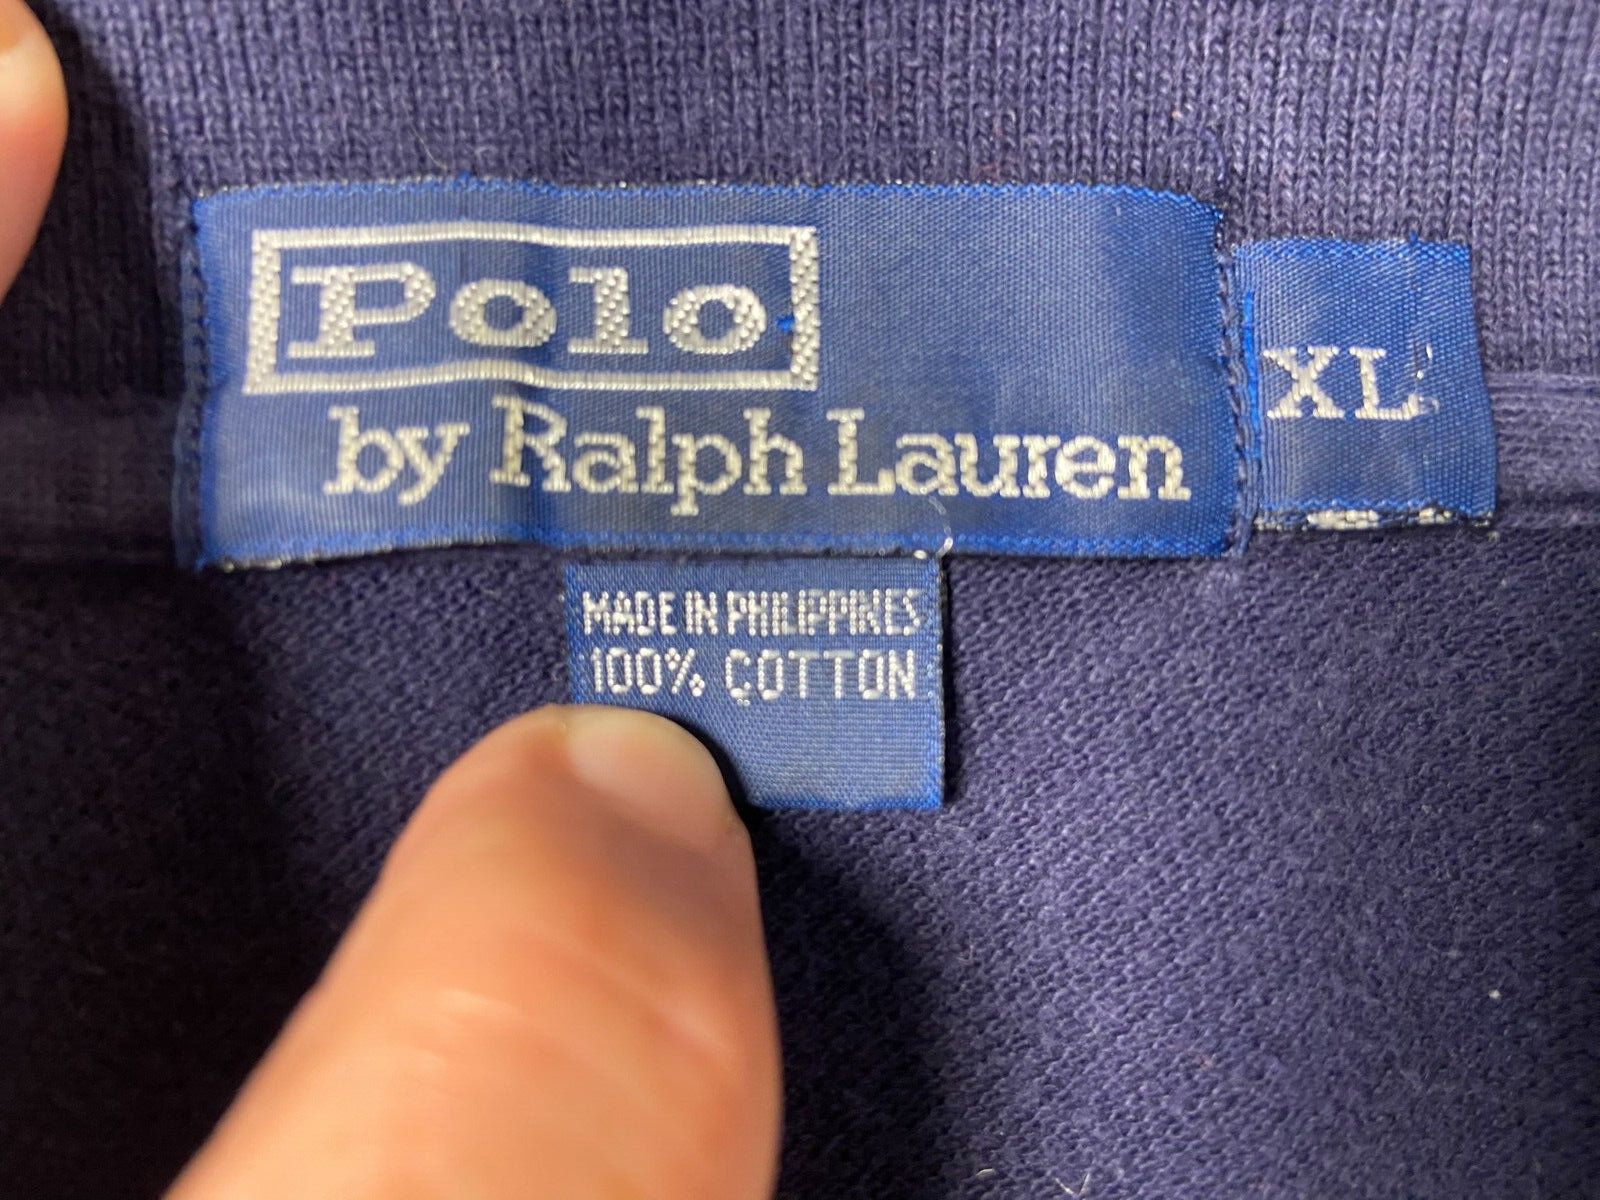 Polo
by Ralph Lauren
XL
MADE IN PHILIPPINES
100% COTTON